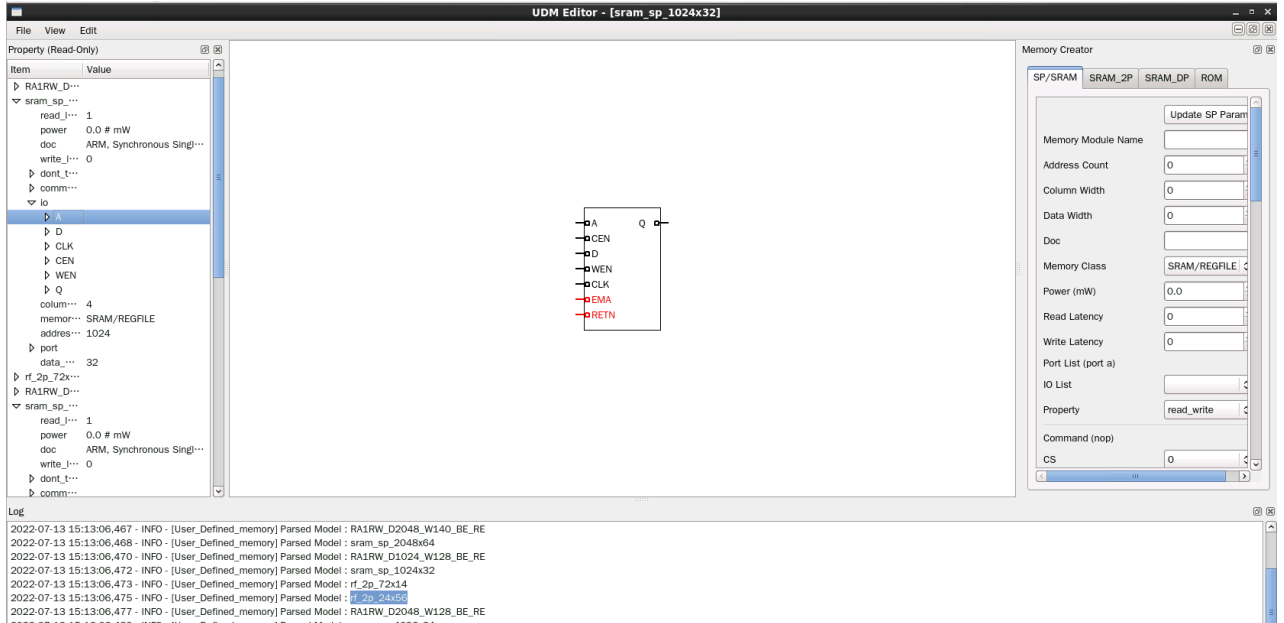 UDM Editor - [sram_sp_1024x32]
File View Edit
Property (Read-Only)
Item Value
RA1RW_D···
sram_sp_···
read_l··· 1
power 0.0 # mW
doc ARM, Synchronous Singl···
write_l··· 0
dont_t···
comm···
io
A
D
CLK
CEN
WEN
Q
colum··· 4
memor··· SRAM/REGFILE
addres··· 1024
port
data_··· 32
rf_2p_72x···
RA1RW_D···
sram_sp_···
read_l··· 1
power 0.0 # mW
doc ARM, Synchronous Singl···
write_l··· 0
dont_t···
comm···
A Q
CEN
D
WEN
CLK
EMA
RETN
Memory Creator
SP/SRAM SRAM_2P SRAM_DP ROM
Update SP Param
Memory Module Name
Address Count 0
Column Width 0
Data Width 0
Doc
Memory Class SRAM/REGFILE
Power (mW) 0.0
Read Latency 0
Write Latency 0
Port List (port a)
IO List
Property read_write
Command (nop)
CS 0
Log
2022-07-13 15:13:06,467 - INFO - [User_Defined_memory] Parsed Model : RA1RW_D2048_W140_BE_RE
2022-07-13 15:13:06,468 - INFO - [User_Defined_memory] Parsed Model : sram_sp_2048x64
2022-07-13 15:13:06,470 - INFO - [User_Defined_memory] Parsed Model : RA1RW_D1024_W128_BE_RE
2022-07-13 15:13:06,472 - INFO - [User_Defined_memory] Parsed Model : sram_sp_1024x32
2022-07-13 15:13:06,473 - INFO - [User_Defined_memory] Parsed Model : rf_2p_72x14
2022-07-13 15:13:06,475 - INFO - [User_Defined_memory] Parsed Model : rf_2p_24x56
2022-07-13 15:13:06,477 - INFO - [User_Defined_memory] Parsed Model : RA1RW_D2048_W128_BE_RE